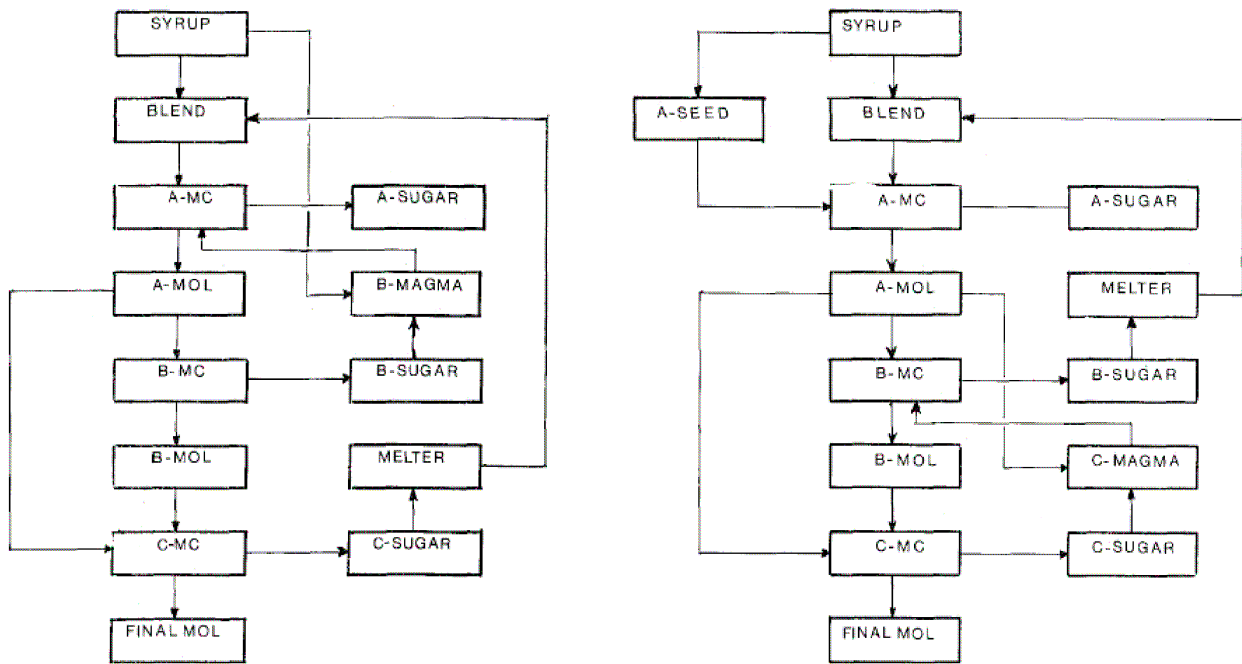 SYRUP
BLEND
A-MC
A-SUGAR
A-MOL
B-MAGMA
B-MC
B-SUGAR
B-MOL
MELTER
C-MC
C-SUGAR
FINAL MOL
SYRUP
A-SEED
BLEND
A-MC
A-SUGAR
A-MOL
MELTER
B-MC
B-SUGAR
B-MOL
C-MAGMA
C-MC
C-SUGAR
FINAL MOL